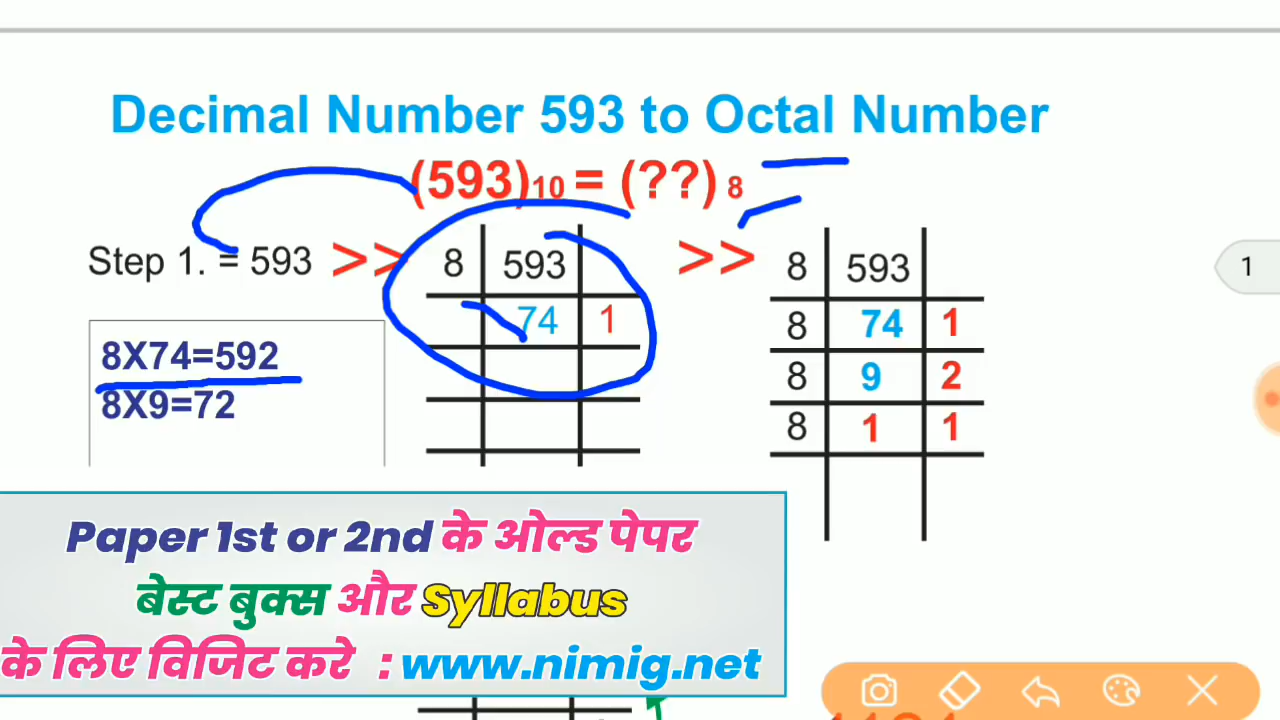 Decimal Number 593 to Octal Number
(593)10 = (??) 8
Step 1. = 593 >>
8 593
74 1
>>
8 593
8 74 1
8 9 2
8 1 1
8X74=592
8X9=72
Paper 1st or 2nd के ओल्ड पेपर
बेस्ट बुक्स और Syllabus
के लिए विजिट करे : www.nimig.net
1